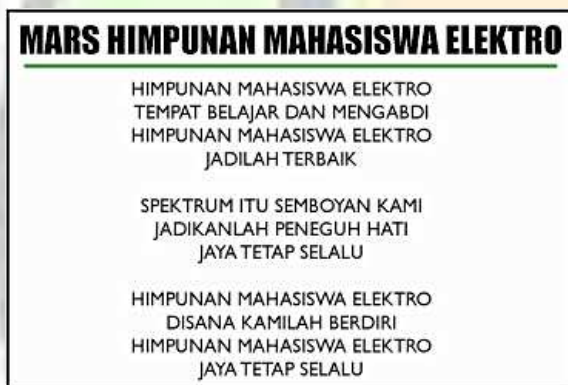 MARS HIMPUNAN MAHASISWA ELEKTRO
HIMPUNAN MAHASISWA ELEKTRO
TEMPAT BELAJAR DAN MENGABDI
HIMPUNAN MAHASISWA ELEKTRO
JADILAH TERBAIK
SPEKTRUM ITU SEMBOYAN KAMI
JADIKANLAH PENEGUH HATI
JAYA TETAP SELALU
HIMPUNAN MAHASISWA ELEKTRO
DISANA KAMILAH BERDIRI
HIMPUNAN MAHASISWA ELEKTRO
JAYA TETAP SELALU